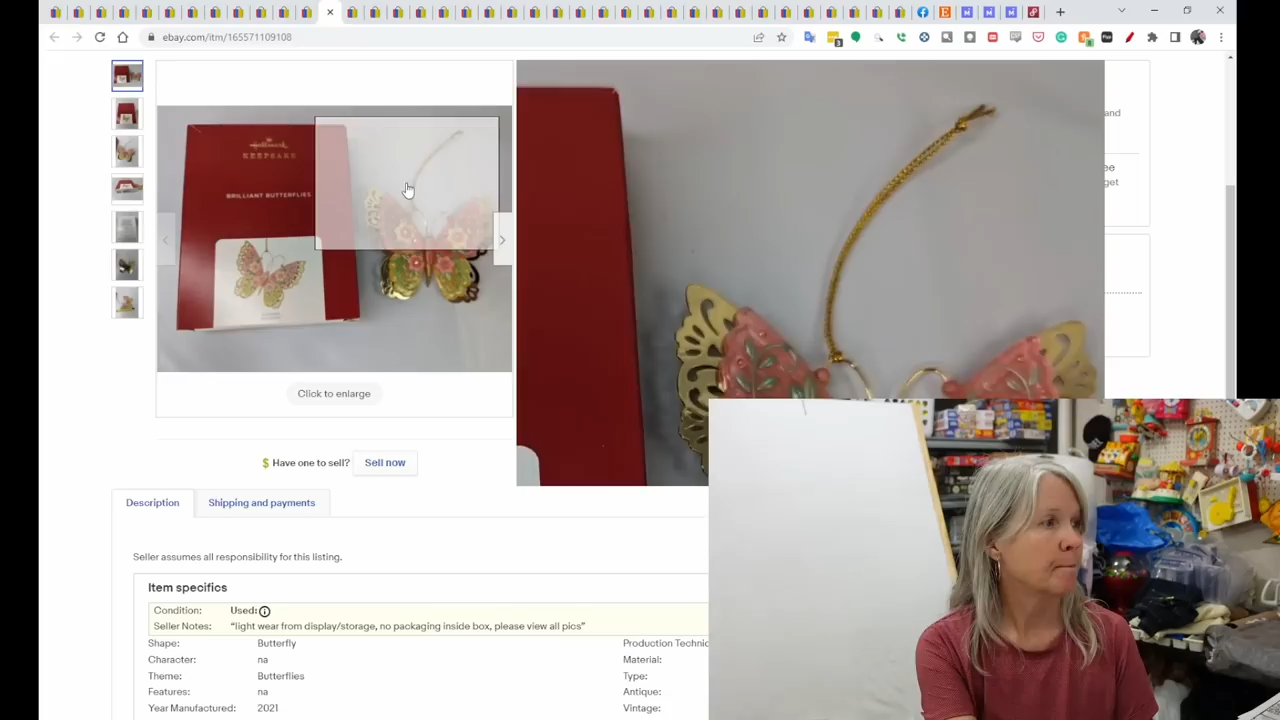 ebay.com/itm/165571109108
and
ee
get
Hallmark
KEEPSAKE
BRILLIANT BUTTERFLIES
Click to enlarge
$ Have one to sell? Sell now
Description
Shipping and payments
Seller assumes all responsibility for this listing.
Item specifics
Condition: Used:
Seller Notes: "light wear from display/storage, no packaging inside box, please view all pics"
Shape: Butterfly Production Technic
Character: na Material:
Theme: Butterflies Type:
Features: na Antique:
Year Manufactured: 2021 Vintage: